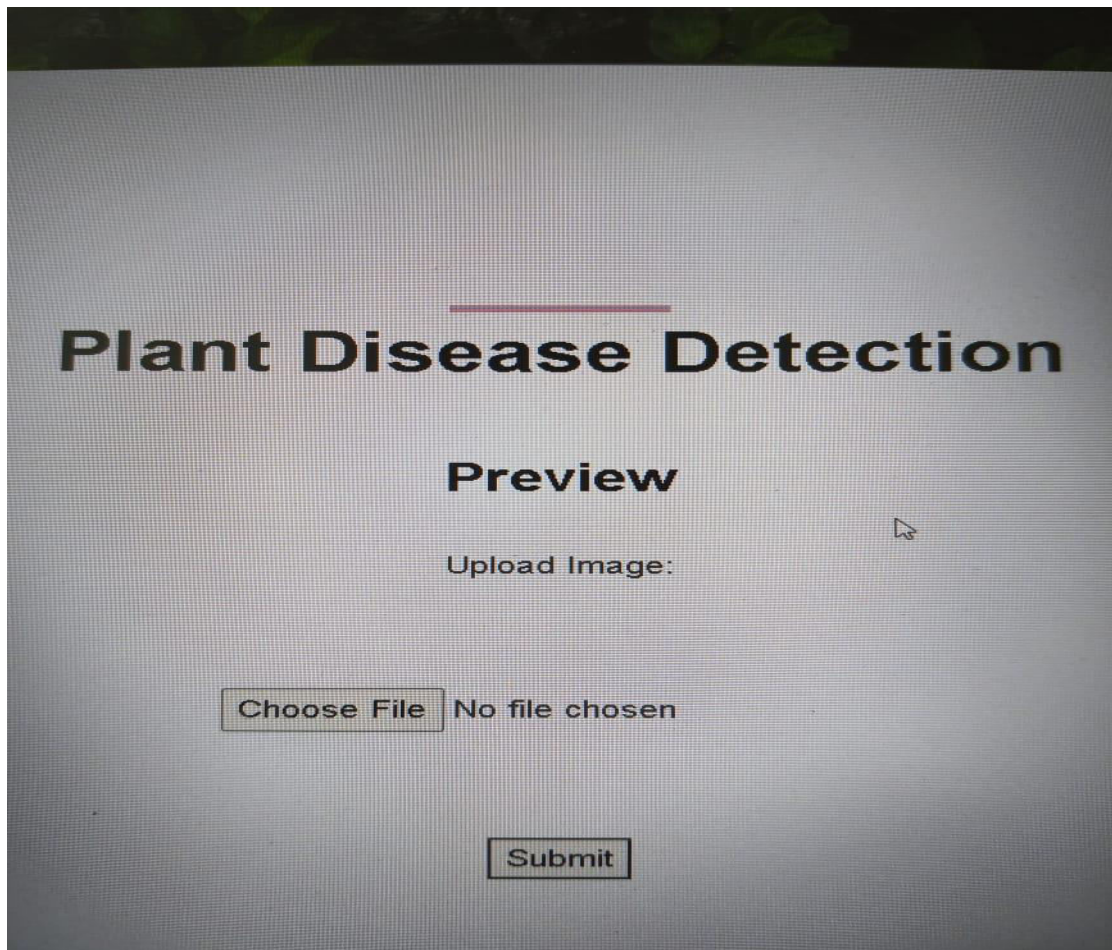 Plant Disease Detection
Preview
Upload Image:
Choose File No file chosen
Submit